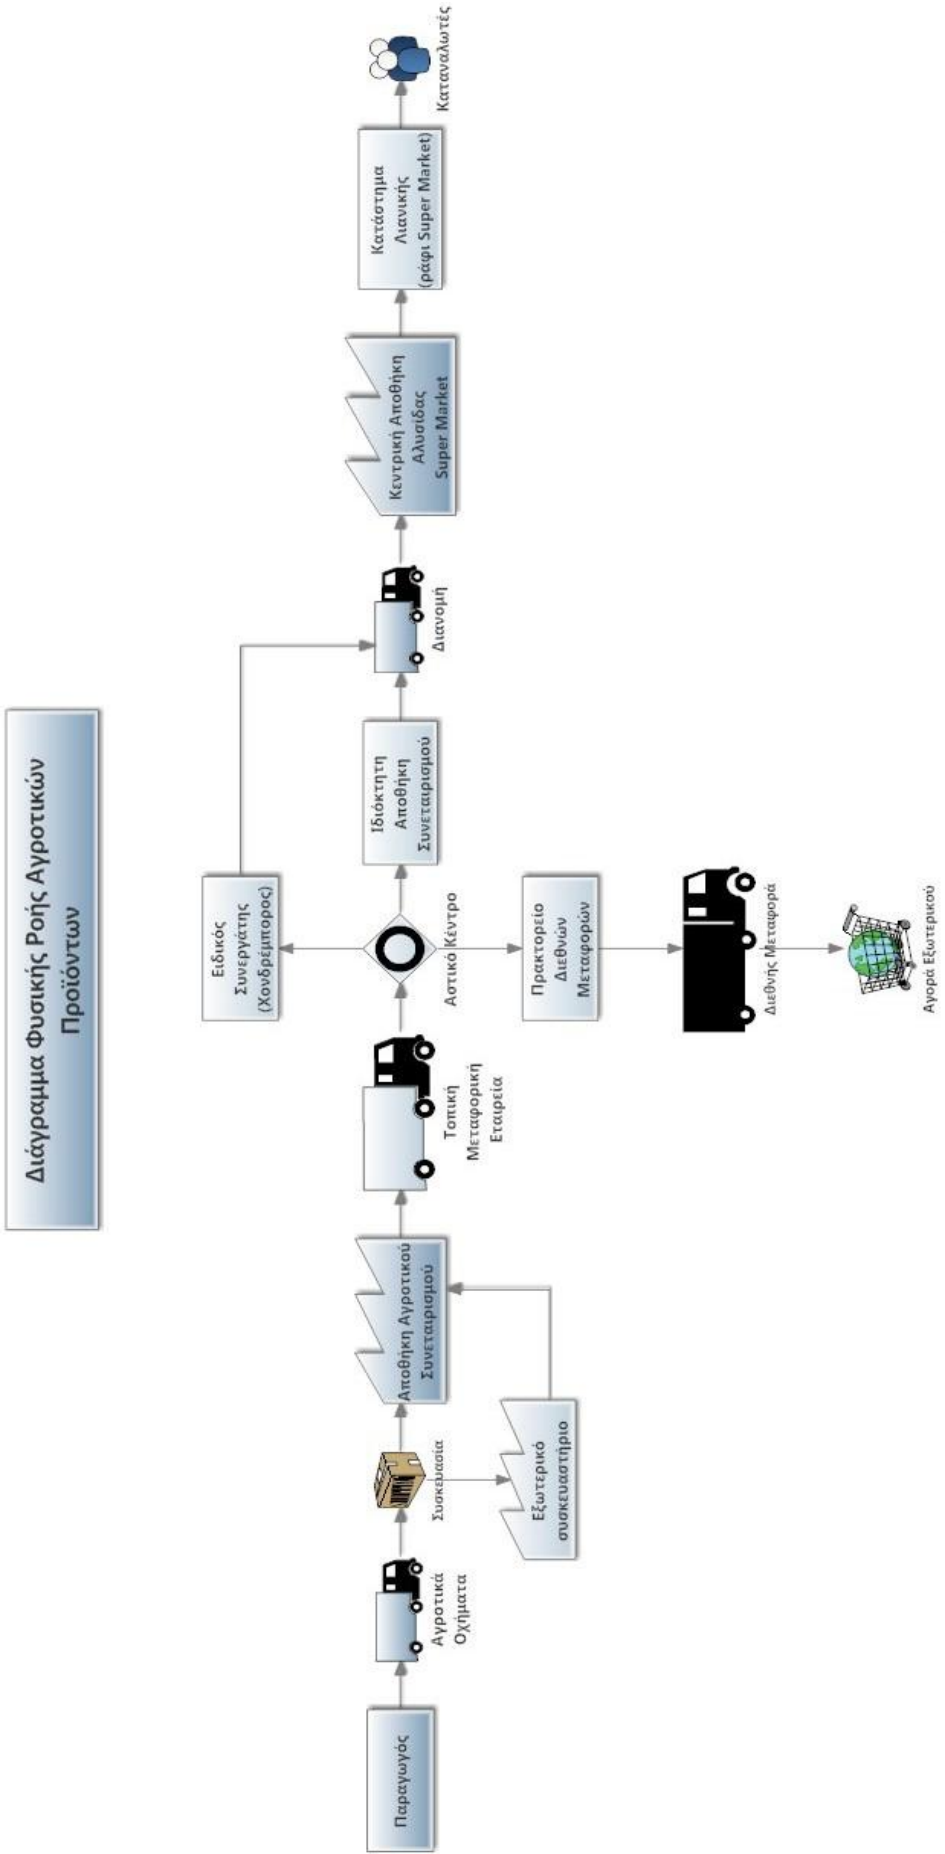 Διάγραμμα Φυσικής Ροής Αγροτικών
Προϊόντων
Παραγωγός
Αγροτικά
Οχήματα
Συσκευασία
Εξωτερικό
συσκευαστήριο
Αποθήκη Αγροτικού
Συνεταιρισμού
Τοπική
Μεταφορική
Εταιρεία
Αστικό Κέντρο
Ειδικός
Συνεργάτης
(Χονδρέμπορος)
Ιδιόκτητη
Αποθήκη
Συνεταιρισμού
Πρακτορείο
Διεθνών
Μεταφορών
Διεθνής Μεταφορά
Αγορά Εξωτερικού
Διανομή
Κεντρική Αποθήκη
Αλυσίδας
Super Market
Κατάστημα
Λιανικής
(ράφι Super Market)
Καταναλωτές